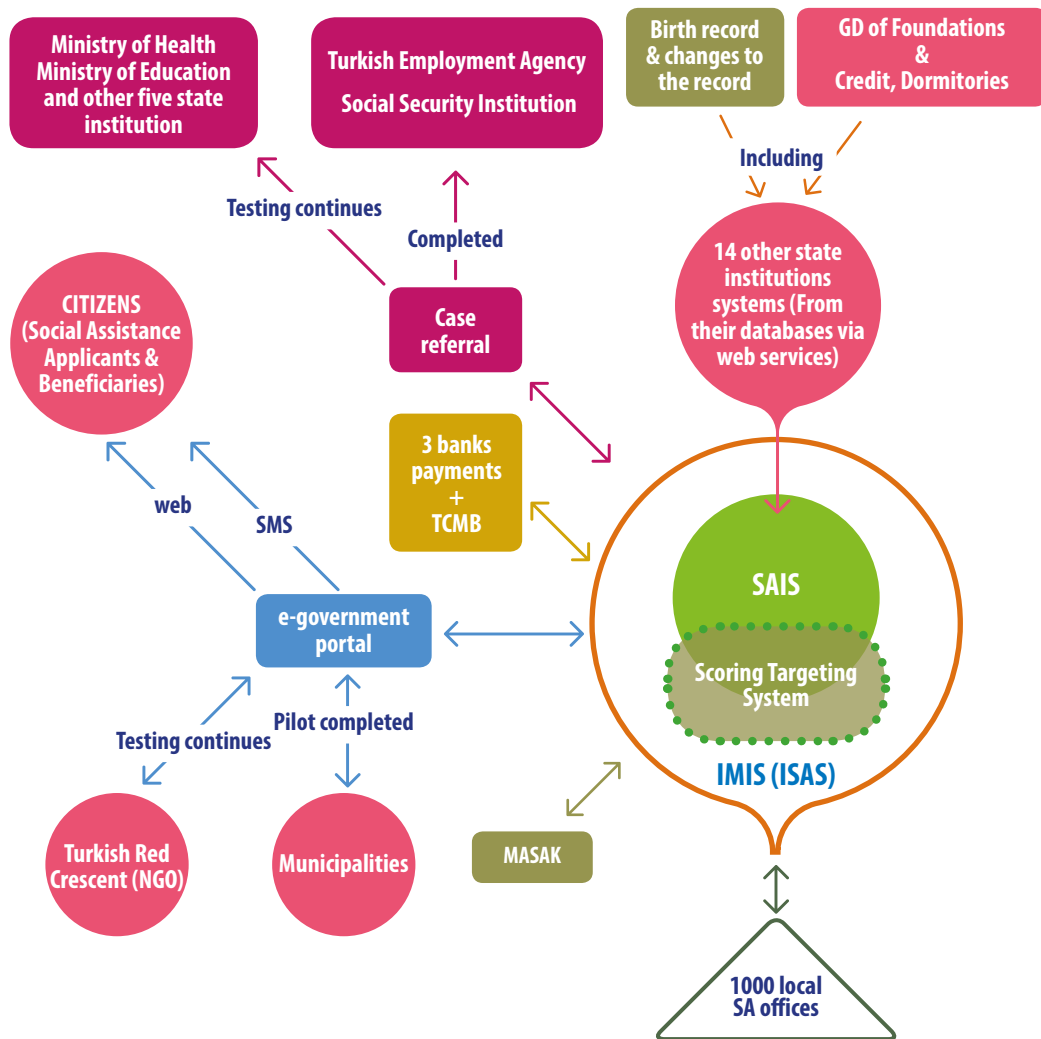 Ministry of Health
Ministry of Education
and other five state
institution
Turkish Employment Agency
Social Security Institution
Birth record
& changes to
the record
GD of Foundations
&
Credit, Dormitories
Including
Testing continues
Completed
14 other state
institutions
systems (From
their databases via
web services)
CITIZENS
(Social Assistance
Applicants &
Beneficiaries)
Case
referral
3 banks
payments
+
TCMB
web
SMS
SAIS
e-government
portal
Scoring Targeting
System
Testing continues
Pilot completed
IMIS (ISAS)
Turkish Red
Crescent (NGO)
Municipalities
MASAK
1000 local
SA offices